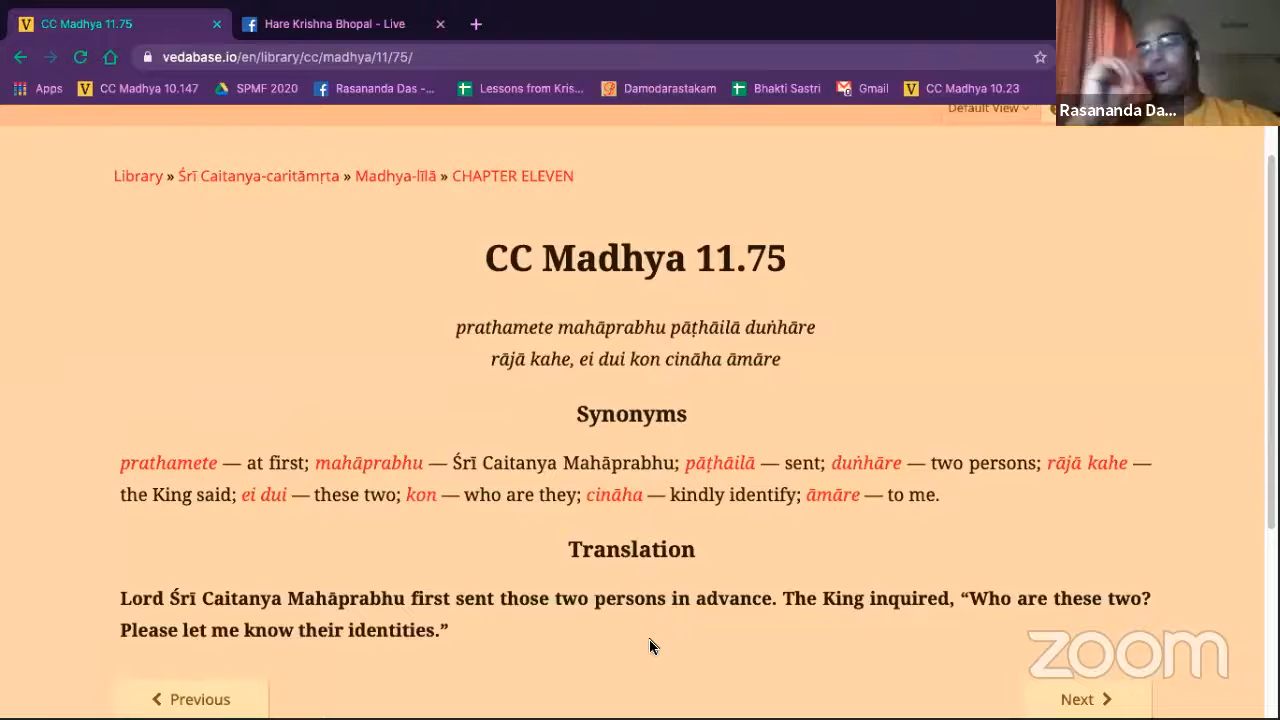 CC Madhya 11.75
Hare Krishna Bhopal - Live
vedabase.io/en/library/cc/madhya/11/75/
Apps CC Madhya 10.147 SPMF 2020 Rasananda Das -... Lessons from Kris... Damodarastakam Bhakti Sastri Gmail CC Madhya 10.23
Rasananda Da...
Default View
Library » Śrī Caitanya-caritāmṛta » Madhya-līlā » CHAPTER ELEVEN
CC Madhya 11.75
prathamete mahāprabhu pāṭhāilā duṅhāre
rājā kahe, ei dui kon cināha āmāre
Synonyms
prathamete — at first; mahāprabhu — Śrī Caitanya Mahāprabhu; pāṭhāilā — sent; duṅhāre — two persons; rājā kahe —
the King said; ei dui — these two; kon — who are they; cināha — kindly identify; āmāre — to me.
Translation
Lord Śrī Caitanya Mahāprabhu first sent those two persons in advance. The King inquired, “Who are these two?
Please let me know their identities.”
zoom
Previous
Next